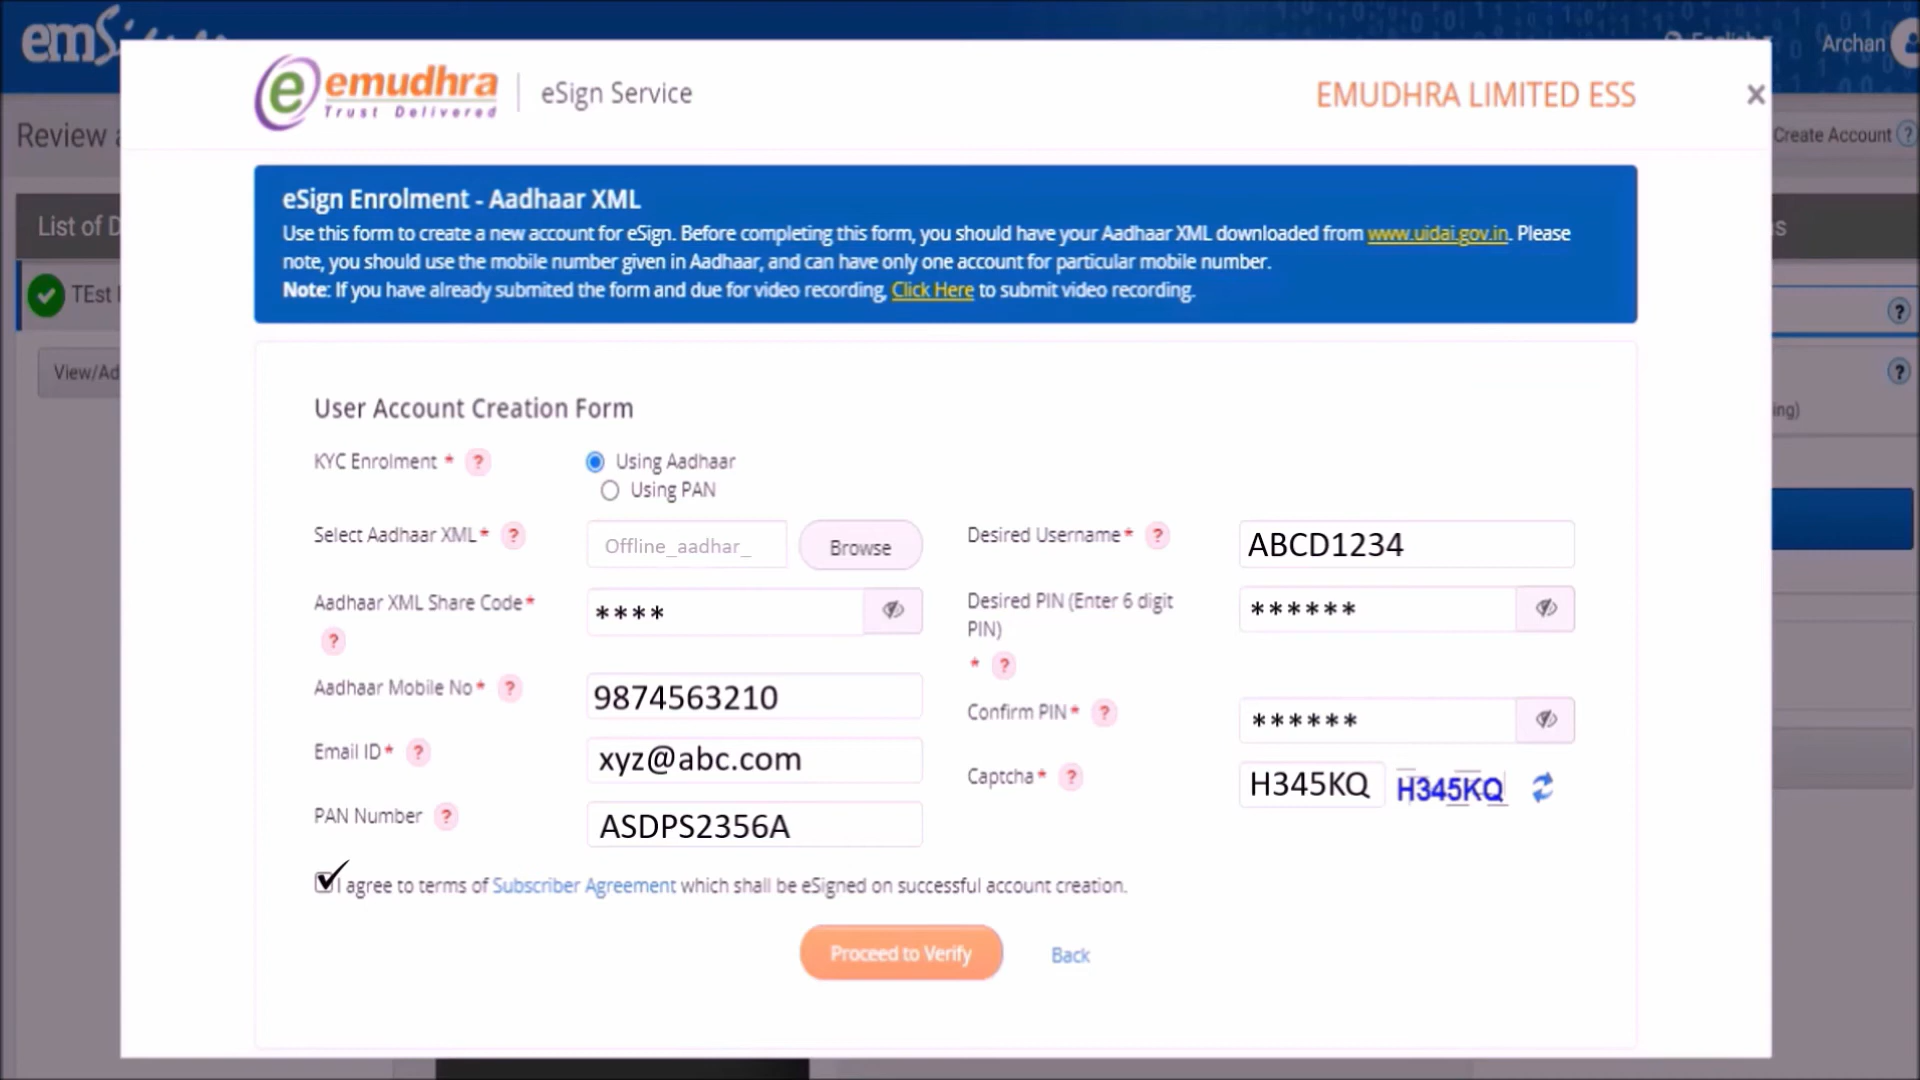 emS
English
Archan
emudhra
Trust Delivered
eSign Service
EMUDHRA LIMITED ESS
×
Review
Create Account ?
eSign Enrolment - Aadhaar XML
Use this form to create a new account for eSign. Before completing this form, you should have your Aadhaar XML downloaded from www.uidai.gov.in. Please
note, you should use the mobile number given in Aadhaar, and can have only one account for particular mobile number.
Note: If you have already submited the form and due for video recording, Click Here to submit video recording.
List of D
s
TEst
?
View/Ad
?
ing)
User Account Creation Form
KYC Enrolment * ?
Using Aadhaar
Using PAN
Select Aadhaar XML* ?
Offline_aadhar_
Browse
Desired Username* ?
ABCD1234
Aadhaar XML Share Code*
?
****
Desired PIN (Enter 6 digit
PIN)
* ?
******
Aadhaar Mobile No* ?
9874563210
Confirm PIN* ?
******
Email ID* ?
xyz@abc.com
Captcha* ?
H345KQ
H345KQ
PAN Number ?
ASDPS2356A
I agree to terms of Subscriber Agreement which shall be eSigned on successful account creation.
Proceed to Verify
Back